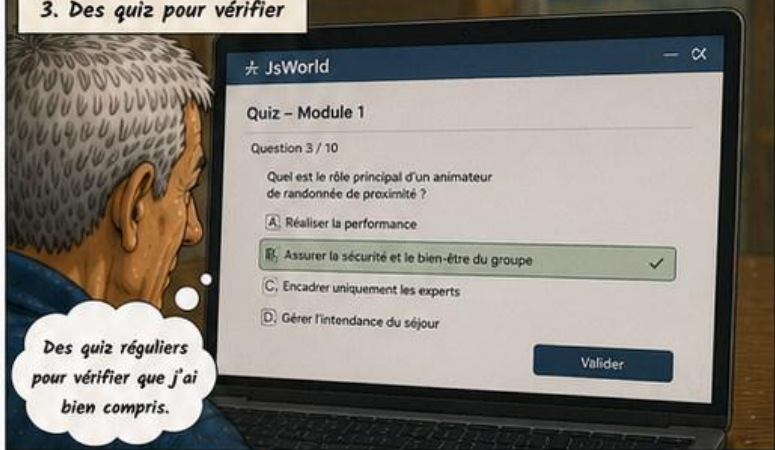 3. Des quiz pour vérifier
JsWorld
Quiz – Module 1
Question 3 / 10
Quel est le rôle principal d'un animateur
de randonnée de proximité ?
A. Réaliser la performance
B. Assurer la sécurité et le bien-être du groupe
C. Encadrer uniquement les experts
D. Gérer l'intendance du séjour
Valider
Des quiz réguliers
pour vérifier que j'ai
bien compris.